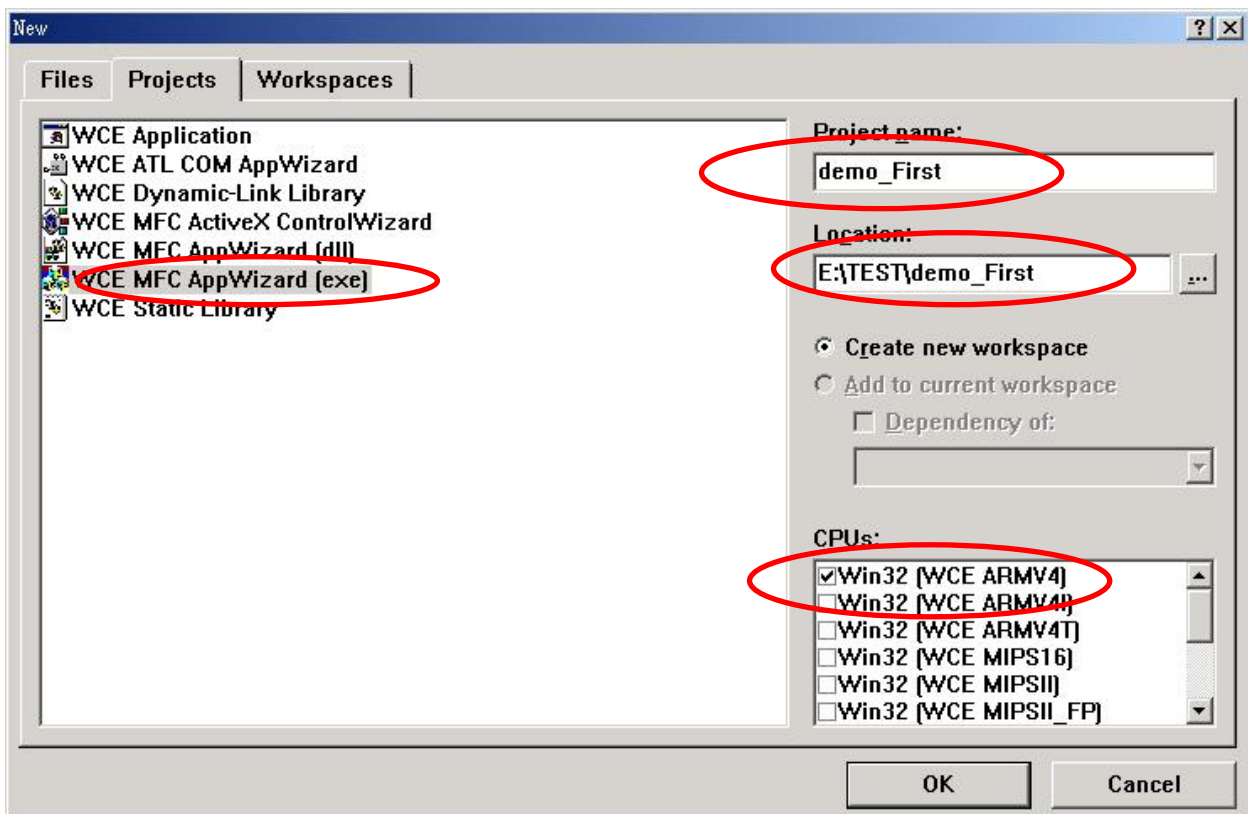 New
Files
Projects
Workspaces
WCE Application
WCE ATL COM AppWizard
WCE Dynamic-Link Library
WCE MFC ActiveX ControlWizard
WCE MFC AppWizard (dll)
WCE MFC AppWizard (exe)
WCE Static Library
Project name:
demo_First
Location:
E:\TEST\demo_First
...
Create new workspace
Add to current workspace
Dependency of:
CPUs:
Win32 (WCE ARMV4)
Win32 (WCE ARMV4I)
Win32 (WCE ARMV4T)
Win32 (WCE MIPS16)
Win32 (WCE MIPSII)
Win32 (WCE MIPSII_FP)
OK
Cancel